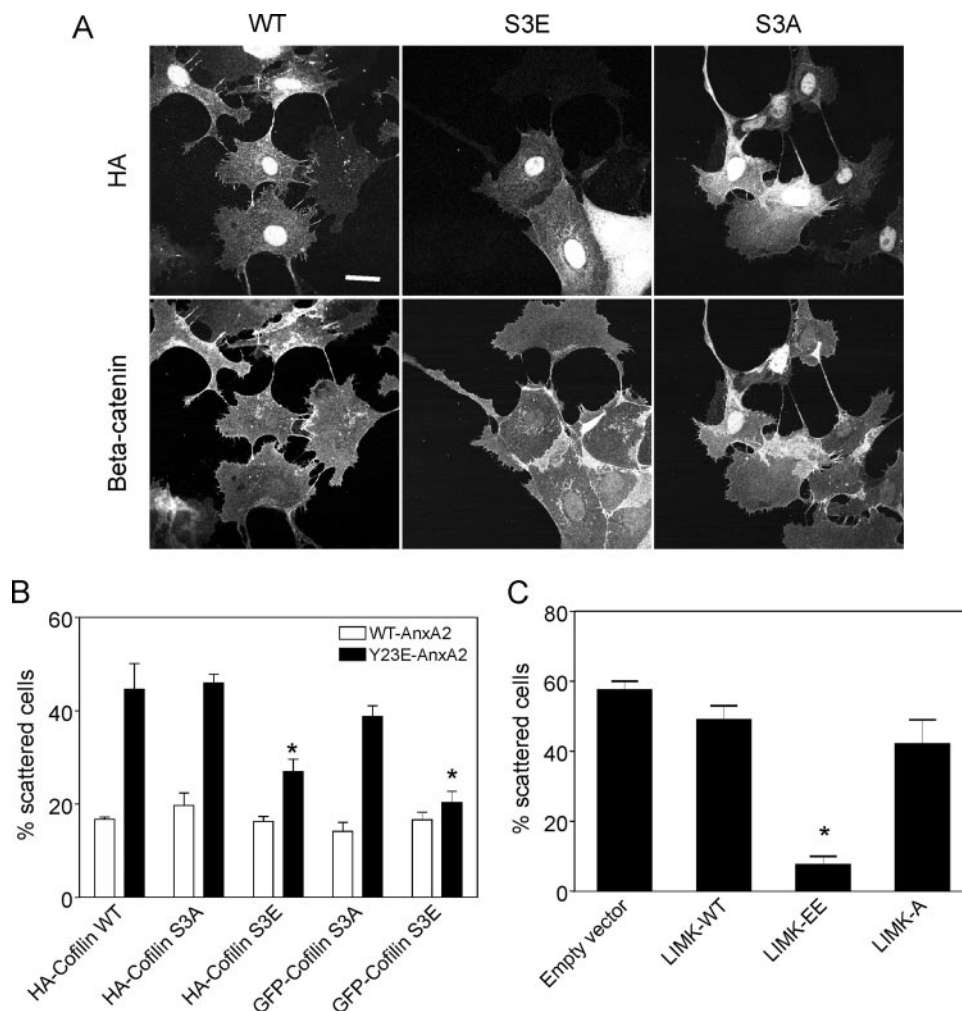 A
WT
S3E
S3A
HA
Beta-catenin
B
60
40
20
0
% scattered cells
WT-AnxA2
Y23E-AnxA2
*
*
HA-Cofilin WT
HA-Cofilin S3A
HA-Cofilin S3E
GFP-Cofilin S3A
GFP-Cofilin S3E
C
80
60
40
20
0
% scattered cells
*
Empty vector
LIMK-WT
LIMK-EE
LIMK-A